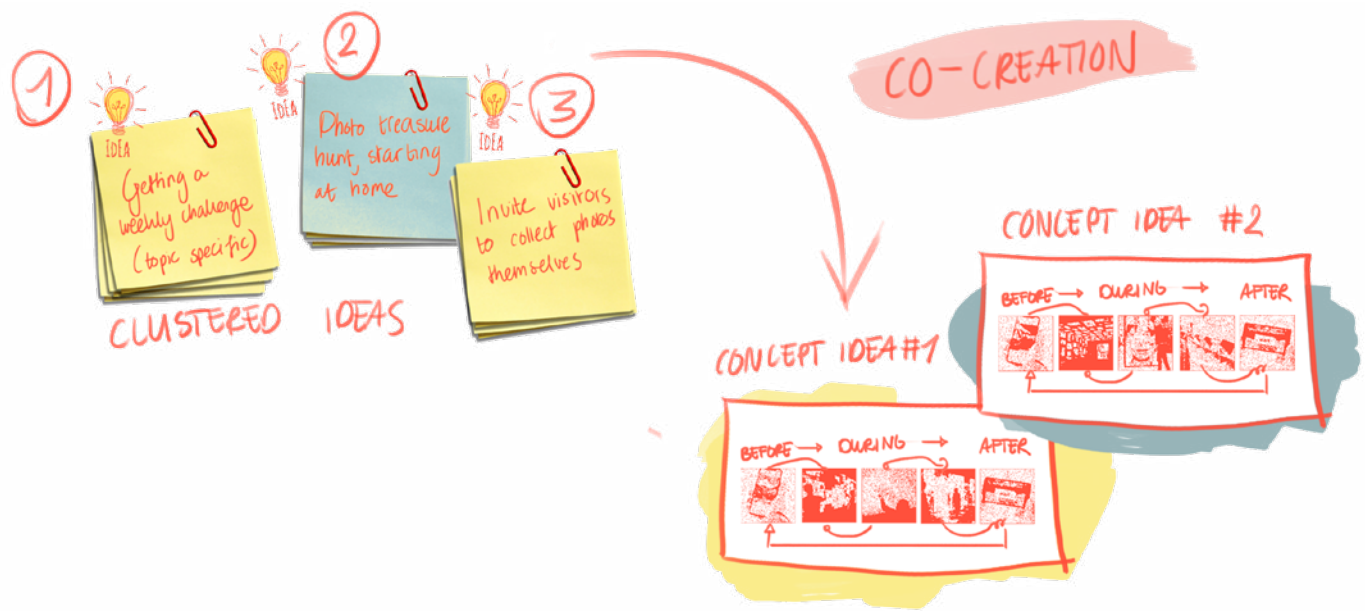 1
IDEA
Getting a
weekly challenge
(topic specific)
2
IDEA
Photo treasure
hunt, starting
at home
3
IDEA
Invite visitors
to collect photos
themselves
CLUSTERED IDEAS
CO-CREATION
CONCEPT IDEA #2
BEFORE → DURING → AFTER
CONCEPT IDEA #1
BEFORE → DURING → AFTER